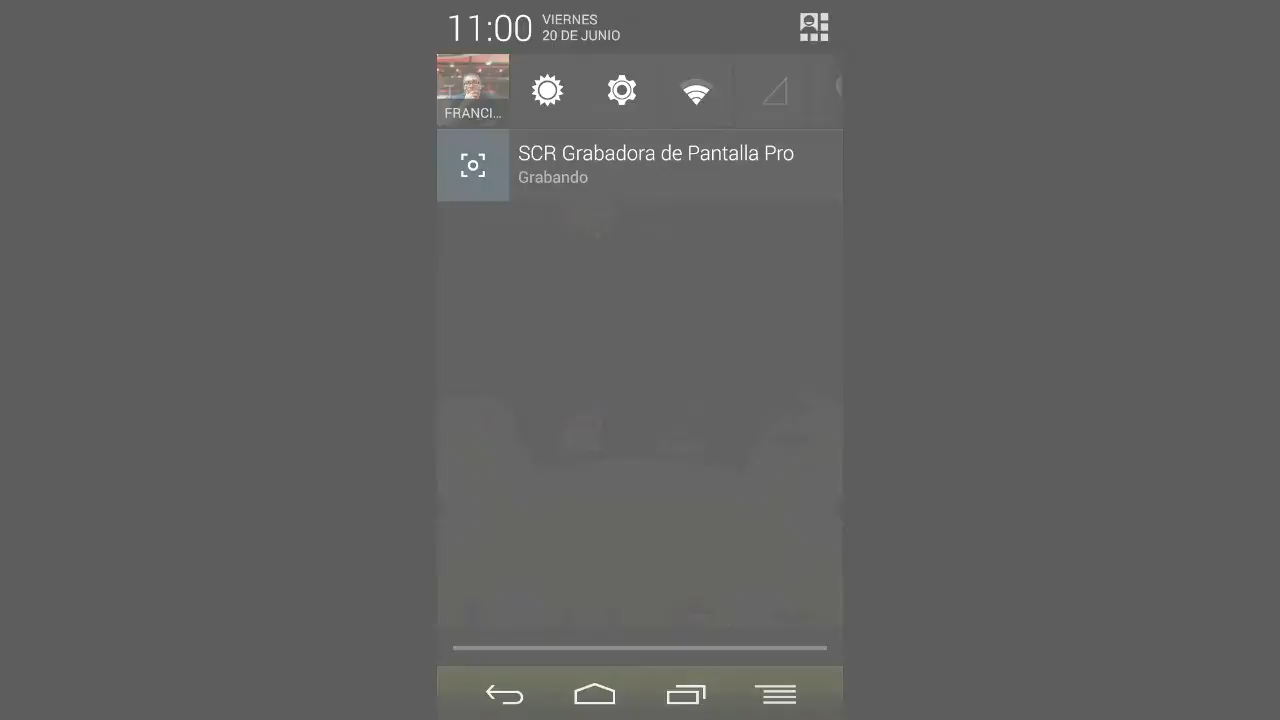 11:00
VIERNES
20 DE JUNIO
FRANCI...
SCR Grabadora de Pantalla Pro
Grabando